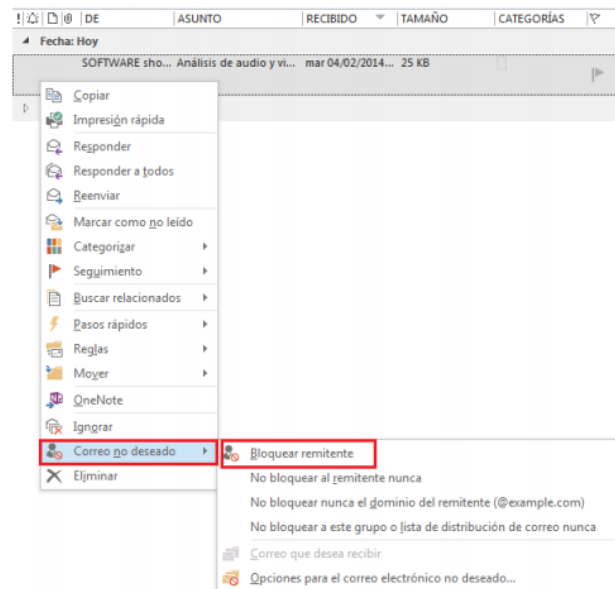 ! DE ASUNTO RECIBIDO TAMAÑO CATEGORÍAS
Fecha: Hoy
SOFTWARE sho... Análisis de audio y vi... mar 04/02/2014... 25 KB
Copiar
Impresión rápida
Responder
Responder a todos
Reenviar
Marcar como no leído
Categorizar
Seguimiento
Buscar relacionados
Pasos rápidos
Reglas
Mover
OneNote
Ignorar
Correo no deseado
Eliminar
Bloquear remitente
No bloquear al remitente nunca
No bloquear nunca el dominio del remitente (@example.com)
No bloquear a este grupo o lista de distribución de correo nunca
Correo que desea recibir
Opciones para el correo electrónico no deseado...